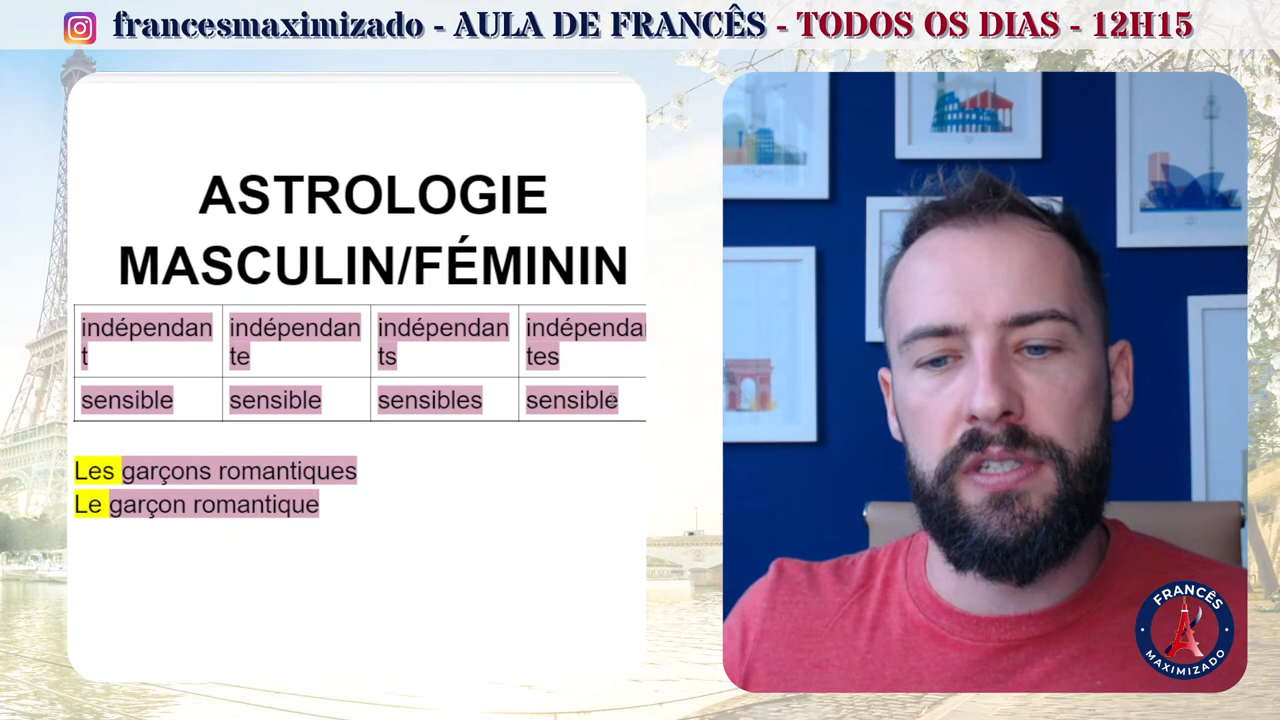 francesmaximizado - AULA DE FRANCÊS - TODOS OS DIAS - 12H15
ASTROLOGIE
MASCULIN/FÉMININ
indépendan
t
indépendan
te
indépendan
ts
indépenda
tes
sensible
sensible
sensibles
sensible
Les garçons romantiques
Le garçon romantique
FRANCÊS
MAXIMIZADO